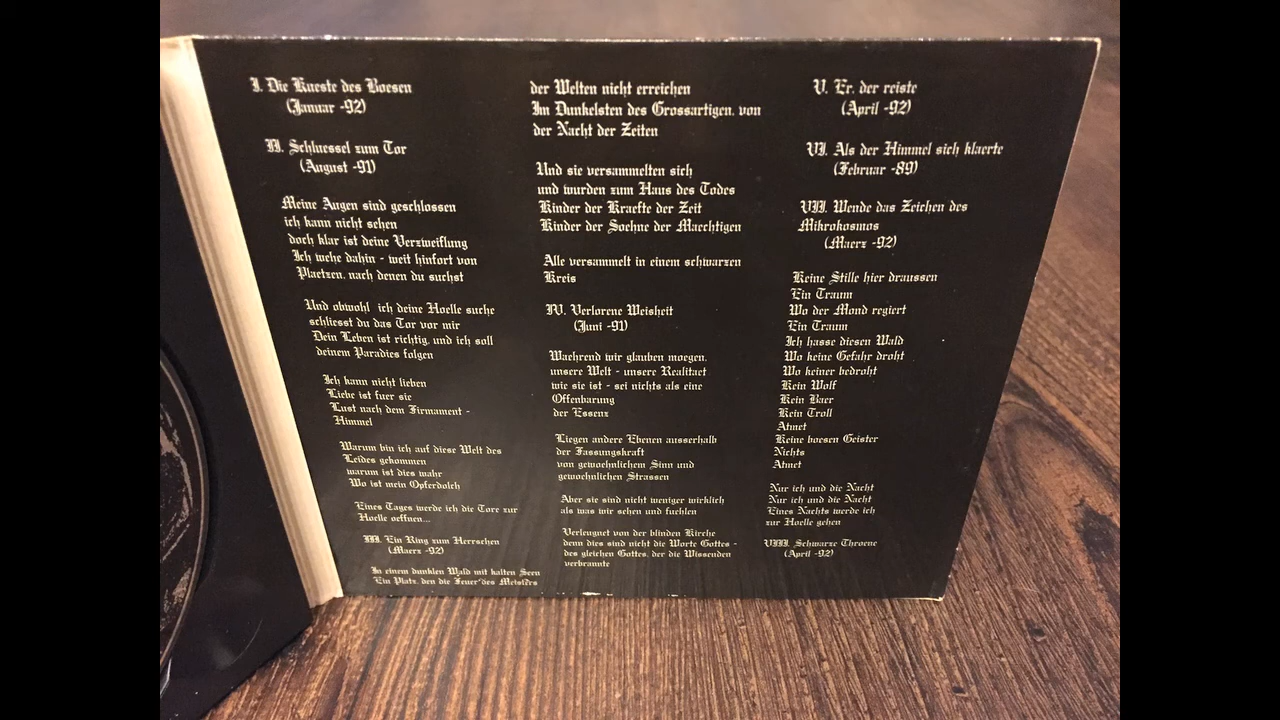 I. Die Kueste des Boesen
(Januar -92)
II. Schluessel zum Tor
(August -91)
Meine Augen sind geschlossen
ich kann nicht sehen
doch klar ist deine Verzweiflung
Ich wehe dahin - weit hinfort von
Plaetzen, nach denen du suchst
Und obwohl ich deine Hoelle suche
schliesst du das Tor vor mir
Dein Leben ist richtig, und ich soll
deinem Paradies folgen
Ich kann nicht lieben
Liebe ist fuer sie
Lust nach dem Firmament -
Himmel
Warum bin ich auf diese Welt des
Leides gekommen
warum ist dies wahr
Wo ist mein Opferdolch
Eines Tages werde ich die Tore zur
Hoelle oeffnen...
III. Ein Ring zum Herrschen
(Maerz -92)
In einem dunklen Wald mit kalten Seen
Ein Platz, den die Feuer des Meisters
der Welten nicht erreichen
Im Dunkelsten des Grossartigen, von
der Nacht der Zeiten
Und sie versammelten sich
und wurden zum Haus des Todes
Kinder der Kraefte der Zeit
Kinder der Soehne der Maechtigen
Alle versammelt in einem schwarzen
Kreis
IV. Verlorene Weisheit
(Juni -91)
Waehrend wir glauben moegen,
unsere Welt - unsere Realitaet
wie sie ist - sei nichts als eine
Offenbarung
der Essenz
Liegen andere Ebenen ausserhalb
der Fassungskraft
von gewoehnlichem Sinn und
gewoehnlichen Strassen
Aber sie sind nicht weniger wirklich
als was wir sehen und fuehlen
Verleugnet von der blinden Kirche
denn dies sind nicht die Worte Gottes -
des gleichen Gottes, der die Wissenden
verbrannte
V. Er, der reiste
(April -92)
VI. Als der Himmel sich klaerte
(Februar -89)
VII. Wende das Zeichen des
Mikrokosmos
(Maerz -92)
Keine Stille hier draussen
Ein Traum
Wo der Mond regiert
Ein Traum
Ich hasse diesen Wald
Wo keine Gefahr droht
Wo keiner bedroht
Kein Wolf
Kein Baer
Kein Troll
Atmet
Keine boesen Geister
Nichts
Atmet
Nur ich und die Nacht
Nur ich und die Nacht
Eines Nachts werde ich
zur Hoelle gehen
VIII. Schwarze Throene
(April -92)